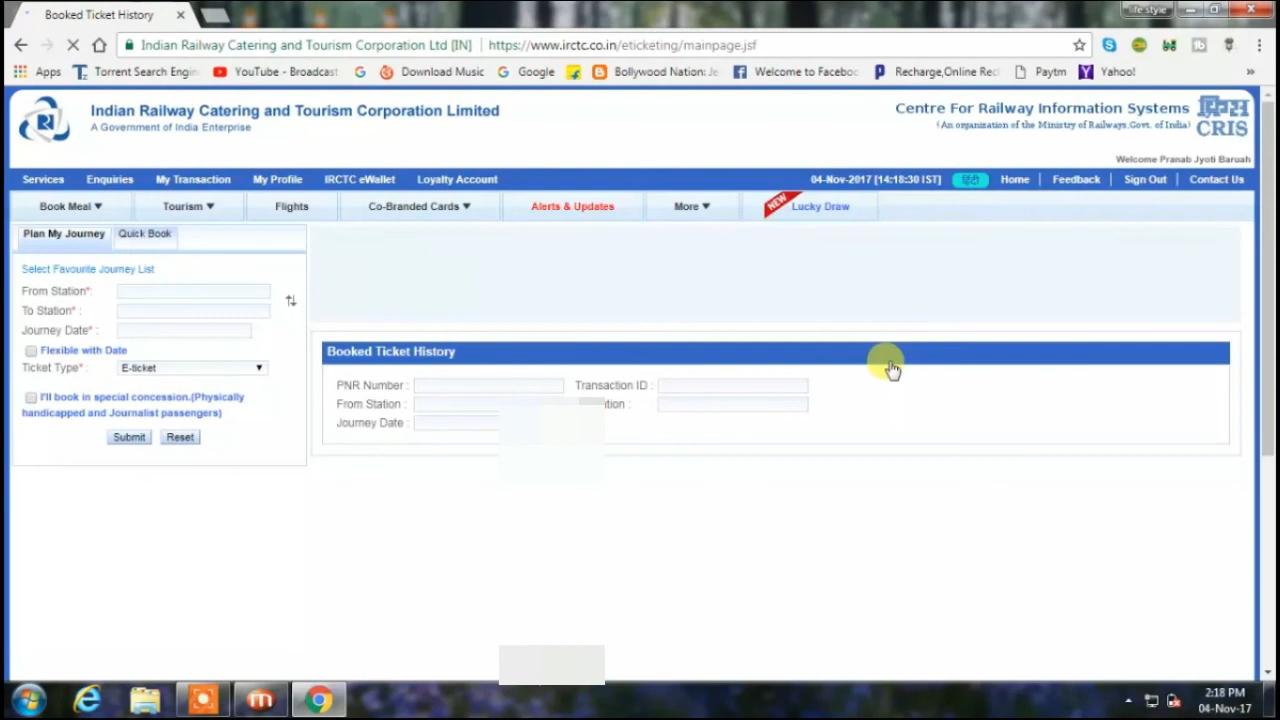 Booked Ticket History
life style
Indian Railway Catering and Tourism Corporation Ltd [IN]
https://www.irctc.co.in/eticketing/mainpage.jsf
Apps
Torrent Search Engin
YouTube - Broadcast
Download Music
Google
Bollywood Nation: Je
Welcome to Faceboo
Recharge,Online Rec
Paytm
Yahoo!
Indian Railway Catering and Tourism Corporation Limited
A Government of India Enterprise
Centre For Railway Information Systems
(An organization of the Ministry of Railways,Govt. of India)
क्रिस
CRIS
Welcome Pranab Jyoti Baruah
Services Enquiries My Transaction My Profile IRCTC eWallet Loyalty Account
04-Nov-2017 [14:18:30 IST] हिंदी Home Feedback Sign Out Contact Us
Book Meal Tourism Flights Co-Branded Cards Alerts & Updates More NEW Lucky Draw
Plan My Journey Quick Book
Select Favourite Journey List
From Station*:
To Station* :
Journey Date* :
Flexible with Date
Ticket Type* : E-ticket
I'll book in special concession.(Physically
handicapped and Journalist passengers)
Submit Reset
Booked Ticket History
PNR Number : Transaction ID :
From Station :
Journey Date :
2:18 PM
04-Nov-17